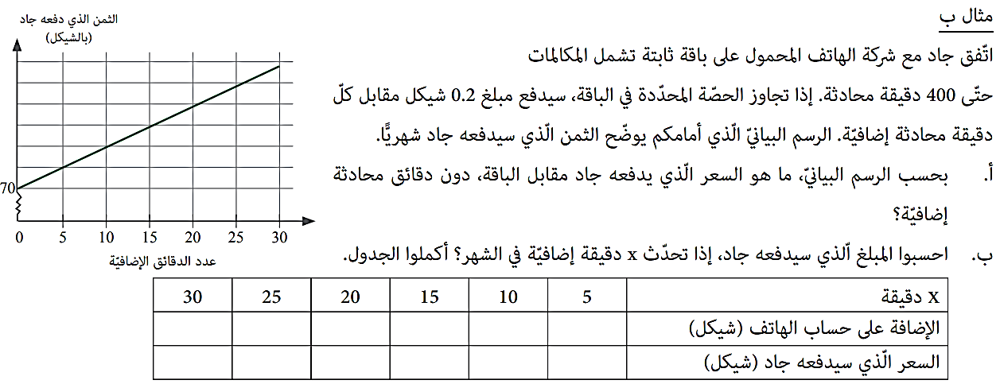 مثال ب
اتّفق جاد مع شركة الهاتف المحمول على باقة ثابتة تشمل المكالمات
حتّى 400 دقيقة محادثة. إذا تجاوز الحصّة المحدّدة في الباقة، سيدفع مبلغ 0.2 شيكل مقابل كلّ
دقيقة محادثة إضافيّة. الرسم البيانيّ الّذي أمامكم يوضّح الثمن الّذي سيدفعه جاد شهريًّا.
أ. بحسب الرسم البيانيّ، ما هو السعر الّذي يدفعه جاد مقابل الباقة، دون دقائق محادثة
إضافيّة؟
ب. احسبوا المبلغ الّذي سيدفعه جاد، إذا تحدّث x دقيقة إضافيّة في الشهر؟ أكملوا الجدول.
الثمن الذي دفعه جاد
(بالشيكل)
70
0 5 10 15 20 25 30
عدد الدقائق الإضافيّة
x دقيقة 5 10 15 20 25 30
الإضافة على حساب الهاتف (شيكل)
السعر الّذي سيدفعه جاد (شيكل)